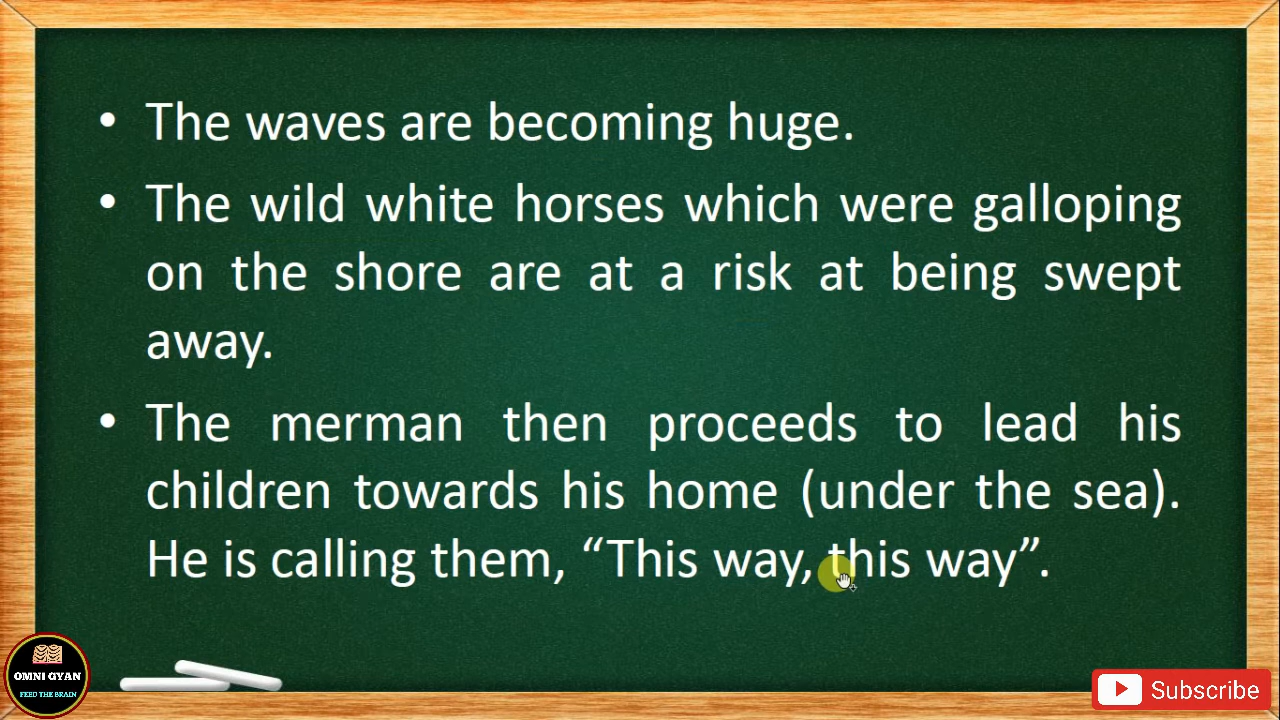 • The waves are becoming huge.
• The wild white horses which were galloping
on the shore are at a risk at being swept
away.
• The merman then proceeds to lead his
children towards his home (under the sea).
He is calling them, “This way, this way”.
OMNI GYAN
FEED THE BRAIN
Subscribe